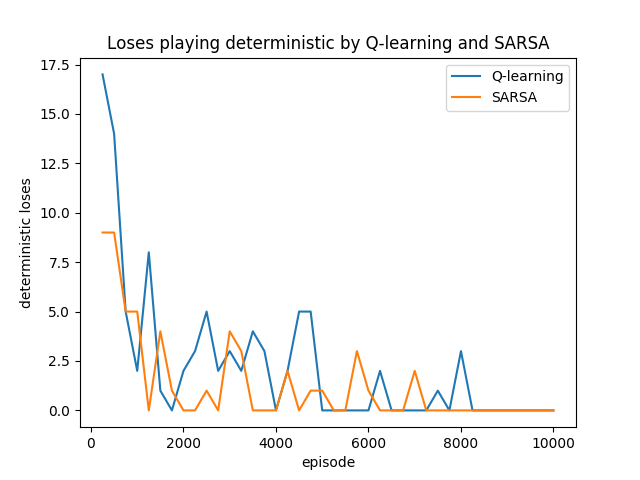 Loses playing deterministic by Q-learning and SARSA
17.5
15.0
12.5
10.0
7.5
5.0
2.5
0.0
deterministic loses
Q-learning
SARSA
0
2000
4000
6000
8000
10000
episode